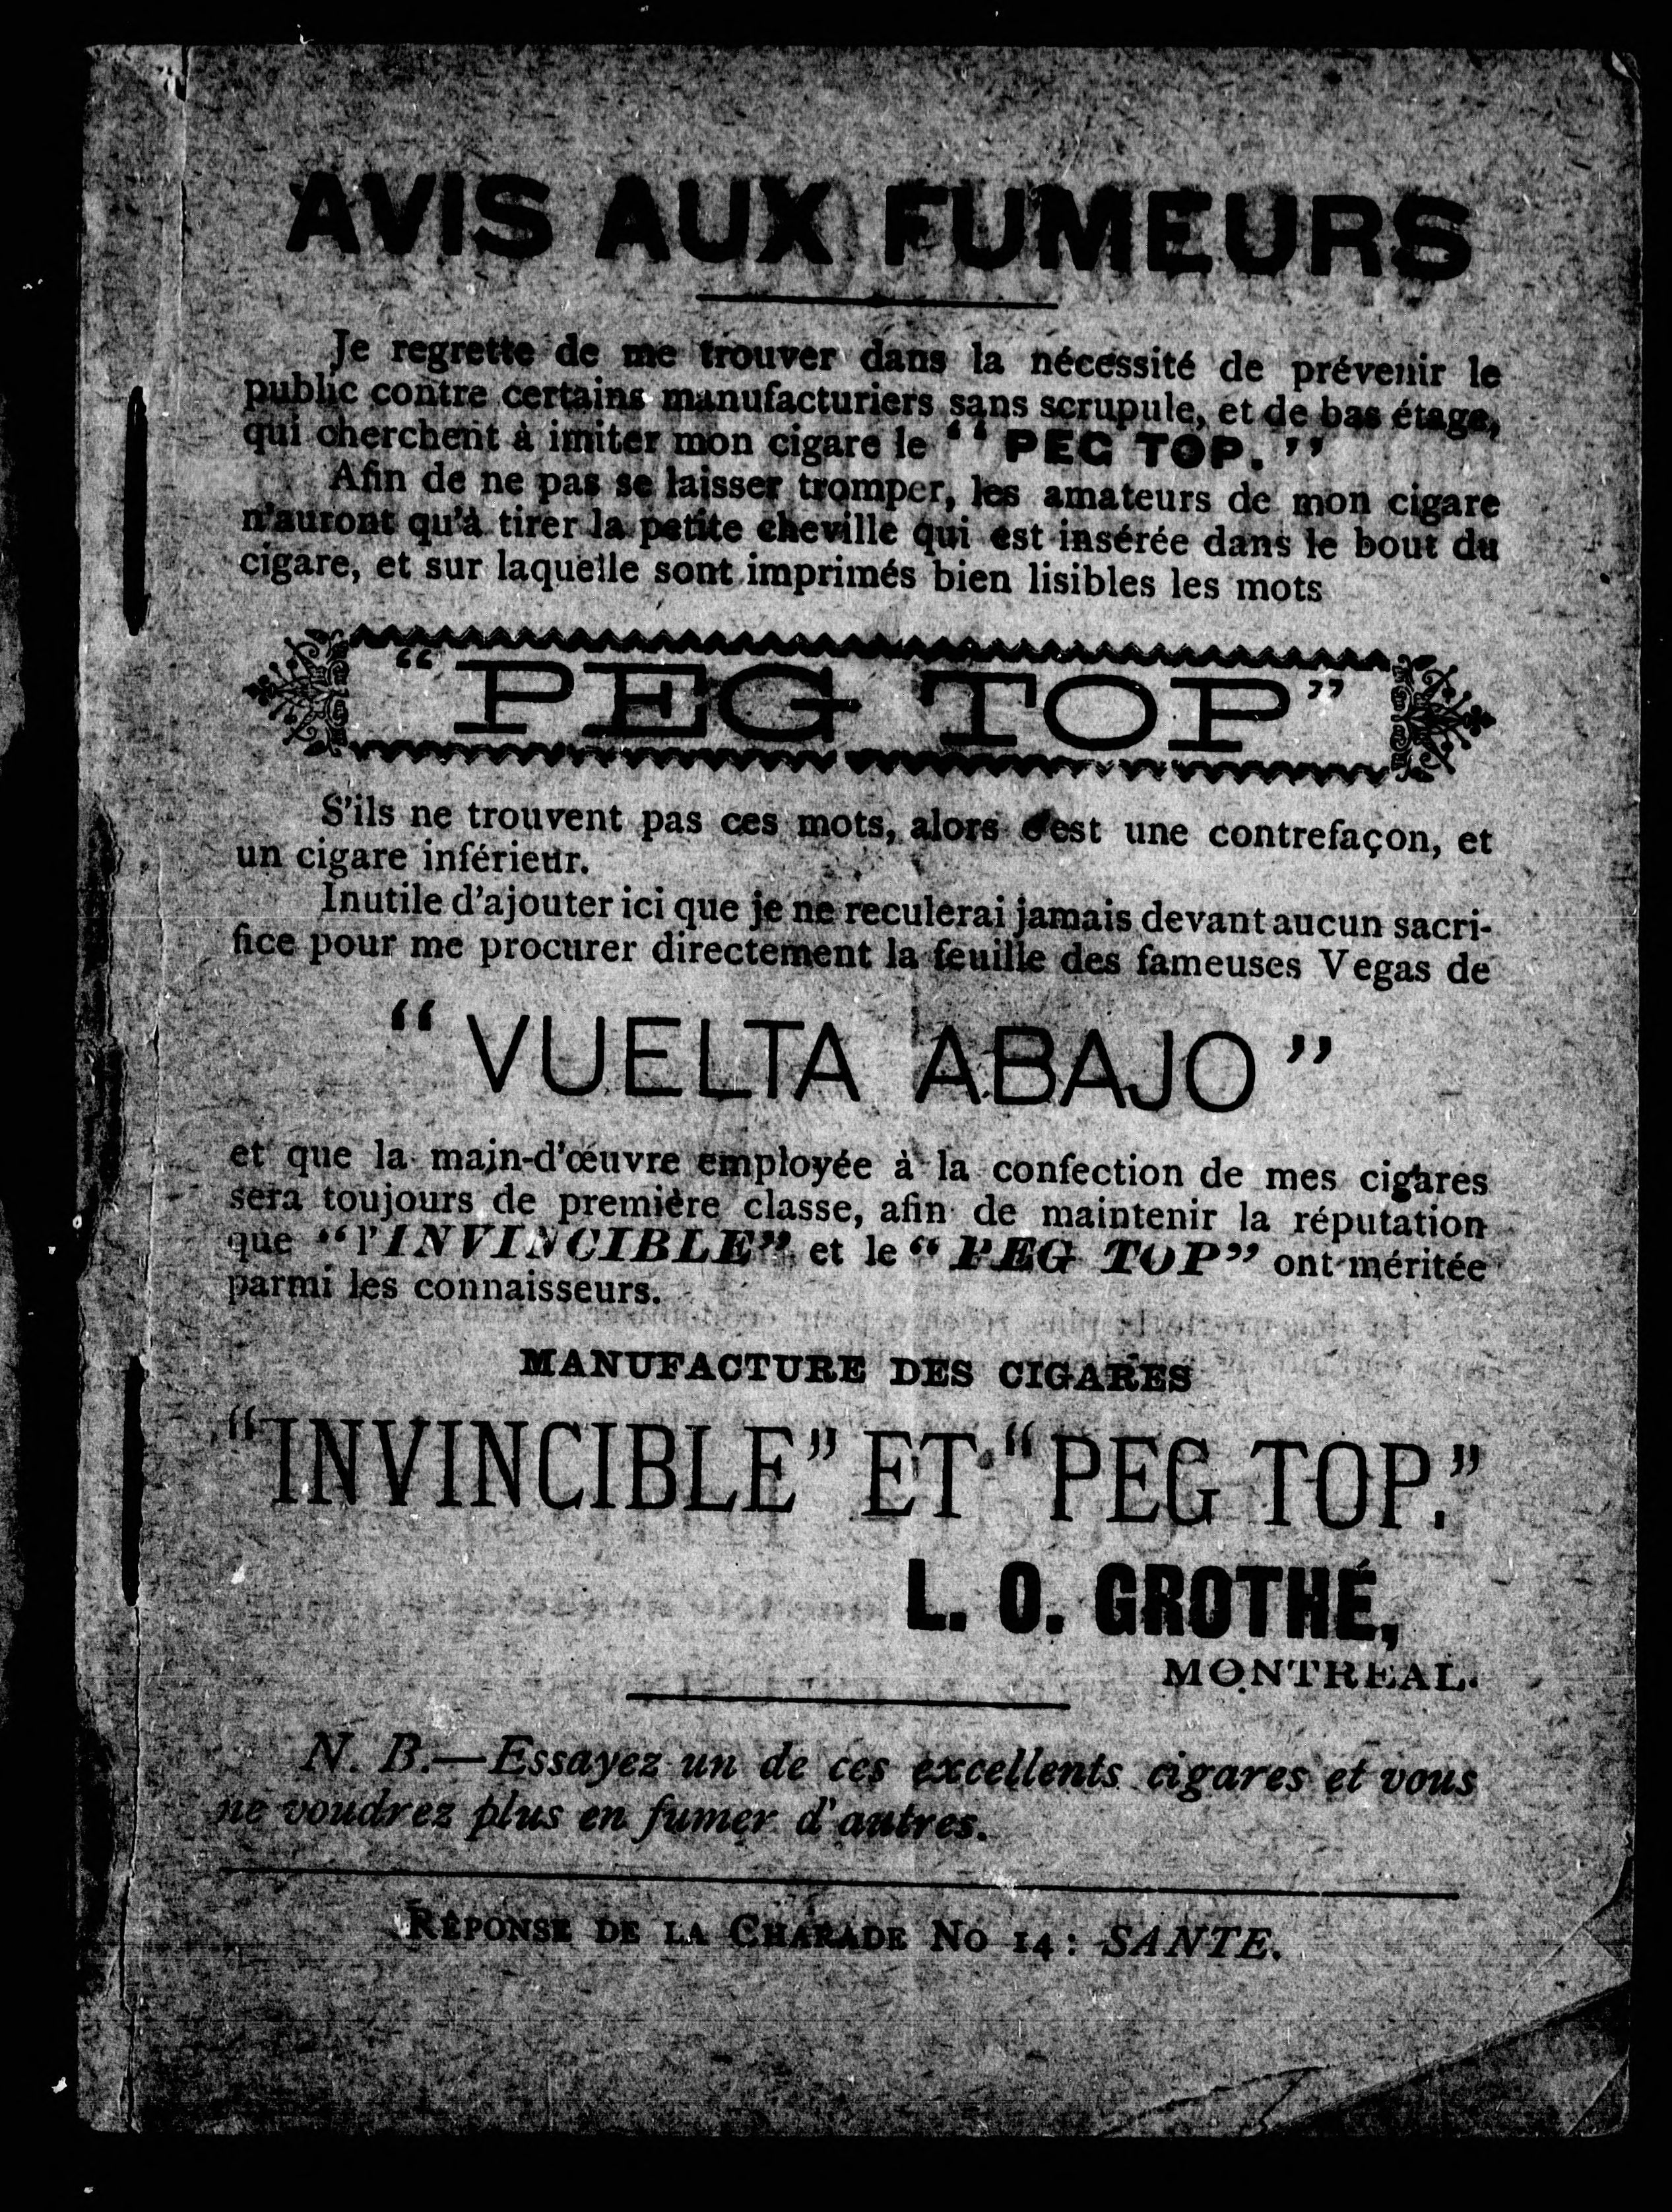 AVIS AUX FUMEURS
Je regrette de me trouver dans la nécessité de prévenir le
public contre certains manufacturiers sans scrupule, et de bas étage,
qui cherchent à imiter mon cigare le “PEG TOP.”
Afin de ne pas se laisser tromper, les amateurs de mon cigare
n'auront qu'à tirer la petite cheville qui est insérée dans le bout du
cigare, et sur laquelle sont imprimés bien lisibles les mots
“PEG TOP”
S'ils ne trouvent pas ces mots, alors c'est une contrefaçon, et
un cigare inférieur.
Inutile d'ajouter ici que je ne reculerai jamais devant aucun sacri-
fice pour me procurer directement la feuille des fameuses Vegas de
“VUELTA ABAJO”
et que la main-d'œuvre employée à la confection de mes cigares
sera toujours de première classe, afin de maintenir la réputation
que “l'INVINCIBLE” et le “PEG TOP” ont méritée
parmi les connaisseurs.
MANUFACTURE DES CIGARES
“INVINCIBLE” ET “PEG TOP.”
L. O. GROTHÉ,
MONTREAL.
N. B.—Essayez un de ces excellents cigares et vous
ne voudrez plus en fumer d'autres.
RÉPONSE DE LA CHARADE NO 14 : SANTE.